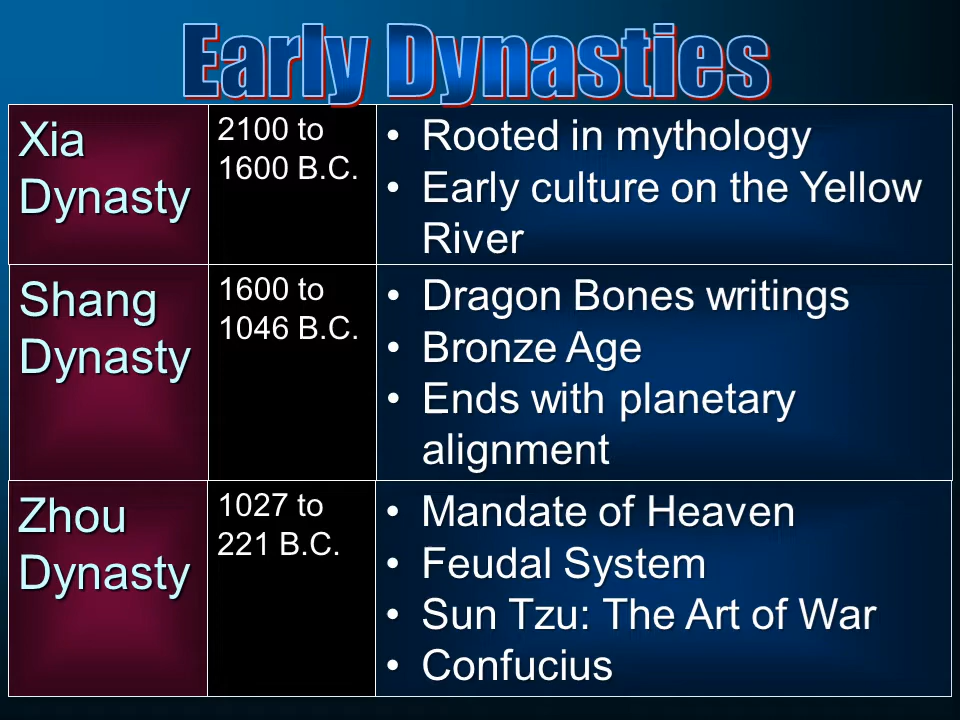 Early Dynasties
Xia
Dynasty
2100 to
1600 B.C.
• Rooted in mythology
• Early culture on the Yellow
River
Shang
Dynasty
1600 to
1046 B.C.
• Dragon Bones writings
• Bronze Age
• Ends with planetary
alignment
Zhou
Dynasty
1027 to
221 B.C.
• Mandate of Heaven
• Feudal System
• Sun Tzu: The Art of War
• Confucius